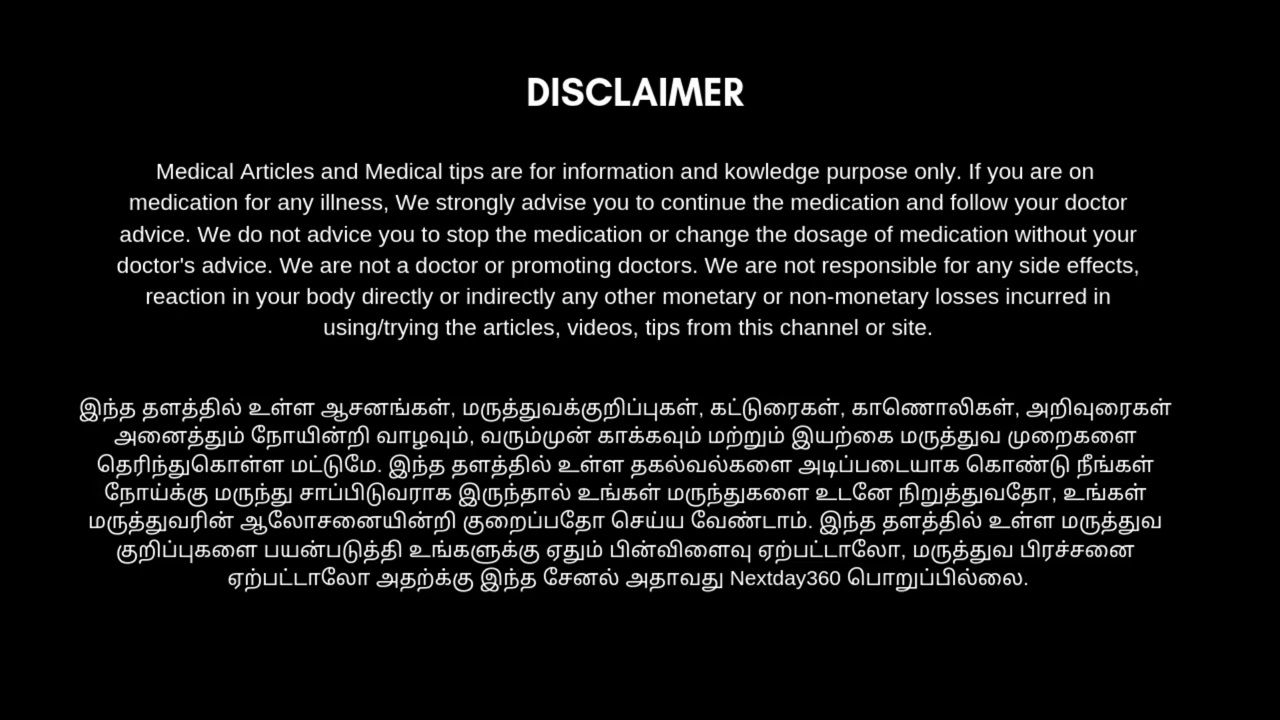 DISCLAIMER
Medical Articles and Medical tips are for information and kowledge purpose only. If you are on
medication for any illness, We strongly advise you to continue the medication and follow your doctor
advice. We do not advice you to stop the medication or change the dosage of medication without your
doctor's advice. We are not a doctor or promoting doctors. We are not responsible for any side effects,
reaction in your body directly or indirectly any other monetary or non-monetary losses incurred in
using/trying the articles, videos, tips from this channel or site.
இந்த தளத்தில் உள்ள ஆசனங்கள், மருத்துவக்குறிப்புகள், கட்டுரைகள், காணொலிகள், அறிவுரைகள்
அனைத்தும் நோயின்றி வாழவும், வரும்முன் காக்கவும் மற்றும் இயற்கை மருத்துவ முறைகளை
தெரிந்துகொள்ள மட்டுமே. இந்த தளத்தில் உள்ள தகல்வல்களை அடிப்படையாக கொண்டு நீங்கள்
நோய்க்கு மருந்து சாப்பிடுவராக இருந்தால் உங்கள் மருந்துகளை உடனே நிறுத்துவதோ, உங்கள்
மருத்துவரின் ஆலோசனையின்றி குறைப்பதோ செய்ய வேண்டாம். இந்த தளத்தில் உள்ள மருத்துவ
குறிப்புகளை பயன்படுத்தி உங்களுக்கு ஏதும் பின்விளைவு ஏற்பட்டாலோ, மருத்துவ பிரச்சனை
ஏற்பட்டாலோ அதற்க்கு இந்த சேனல் அதாவது Nextday360 பொறுப்பில்லை.